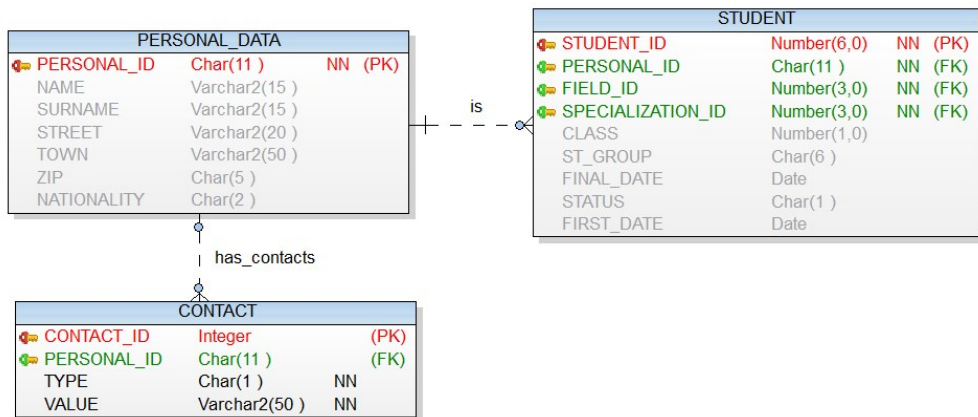 PERSONAL_DATA
PERSONAL_ID Char(11 ) NN (PK)
NAME Varchar2(15 )
SURNAME Varchar2(15 )
STREET Varchar2(20 )
TOWN Varchar2(50 )
ZIP Char(5 )
NATIONALITY Char(2 )
is
STUDENT
STUDENT_ID Number(6,0) NN (PK)
PERSONAL_ID Char(11 ) NN (FK)
FIELD_ID Number(3,0) NN (FK)
SPECIALIZATION_ID Number(3,0) NN (FK)
CLASS Number(1,0)
ST_GROUP Char(6 )
FINAL_DATE Date
STATUS Char(1 )
FIRST_DATE Date
has_contacts
CONTACT
CONTACT_ID Integer (PK)
PERSONAL_ID Char(11 ) (FK)
TYPE Char(1 ) NN
VALUE Varchar2(50 ) NN